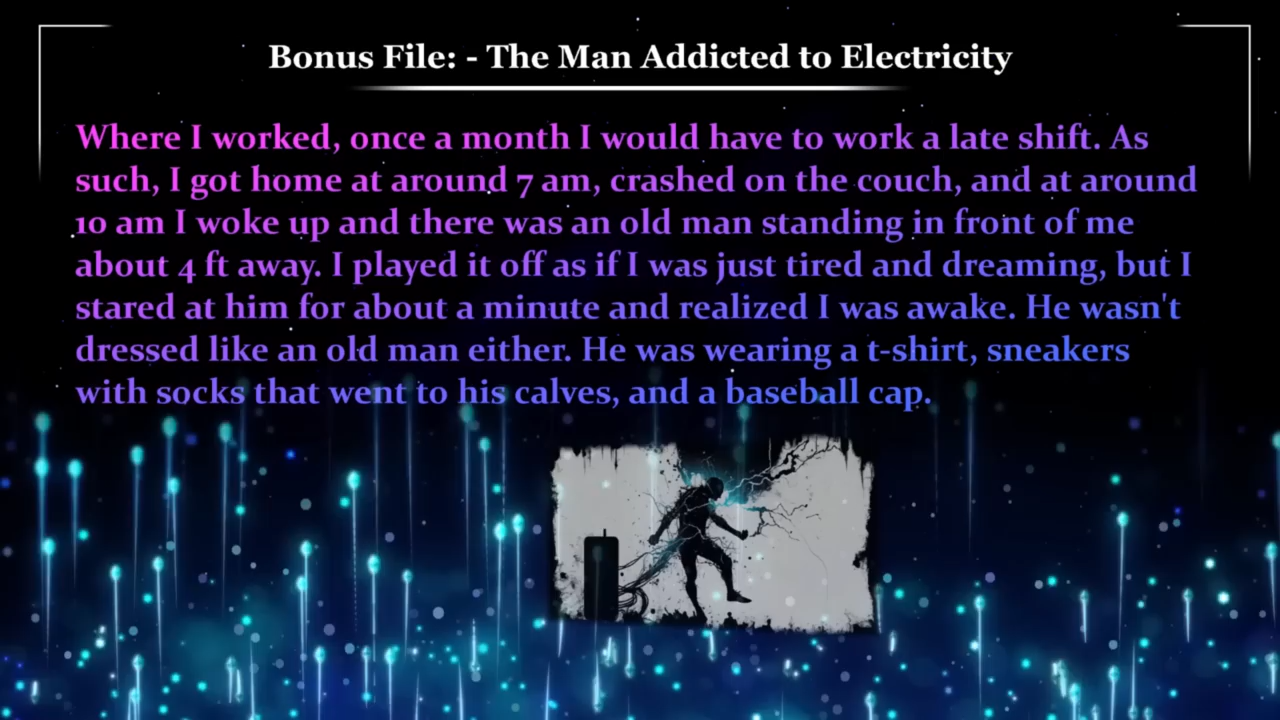 Bonus File: - The Man Addicted to Electricity
Where I worked, once a month I would have to work a late shift. As
such, I got home at around 7 am, crashed on the couch, and at around
10 am I woke up and there was an old man standing in front of me
about 4 ft away. I played it off as if I was just tired and dreaming, but I
stared at him for about a minute and realized I was awake. He wasn't
dressed like an old man either. He was wearing a t-shirt, sneakers
with socks that went to his calves, and a baseball cap.